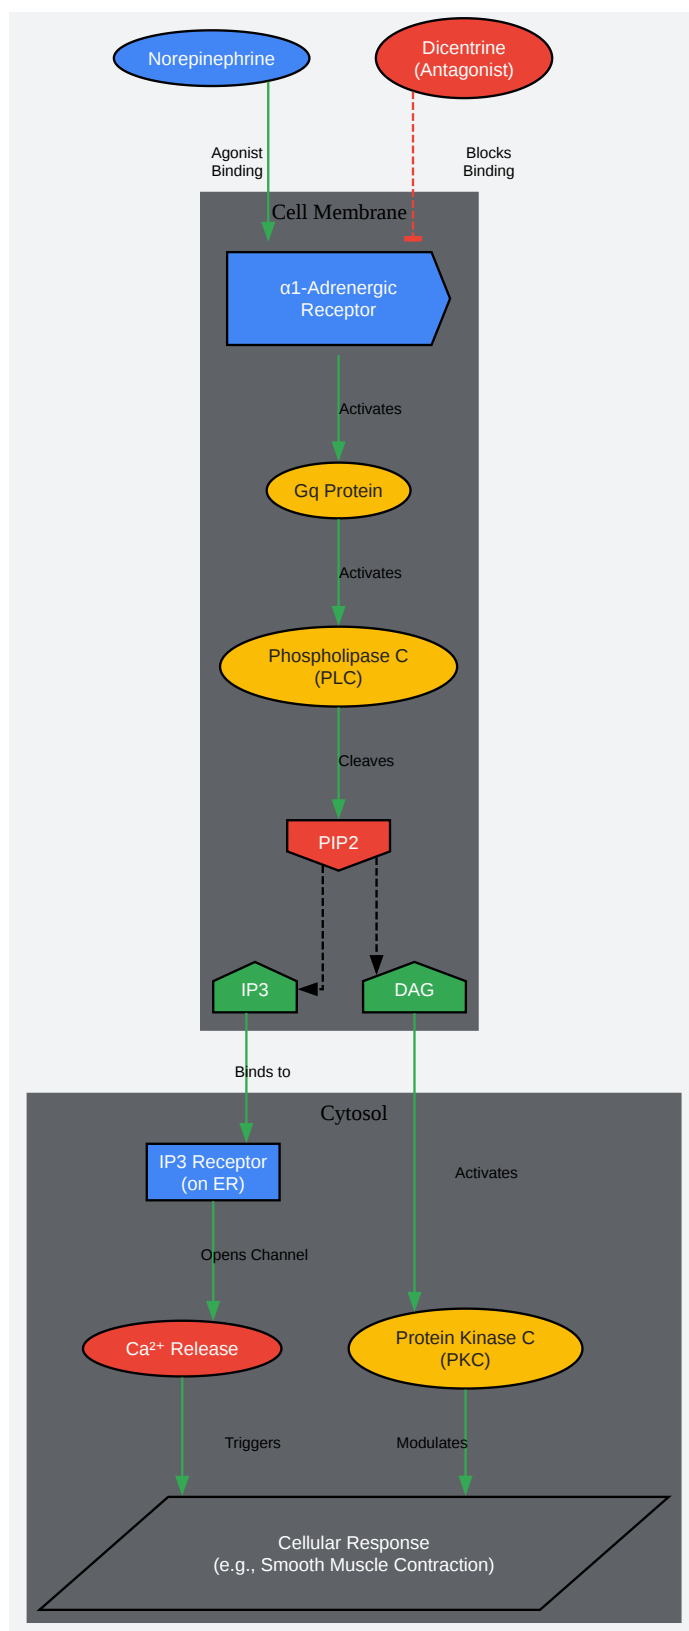 Norepinephrine
Dicentrine
(Antagonist)
Agonist
Binding
Blocks
Binding
Cell Membrane
α1-Adrenergic
Receptor
Activates
Gq Protein
Activates
Phospholipase C
(PLC)
Cleaves
PIP2
IP3
DAG
Binds to
Cytosol
IP3 Receptor
(on ER)
Activates
Opens Channel
Ca²⁺ Release
Protein Kinase C
(PKC)
Triggers
Modulates
Cellular Response
(e.g., Smooth Muscle Contraction)